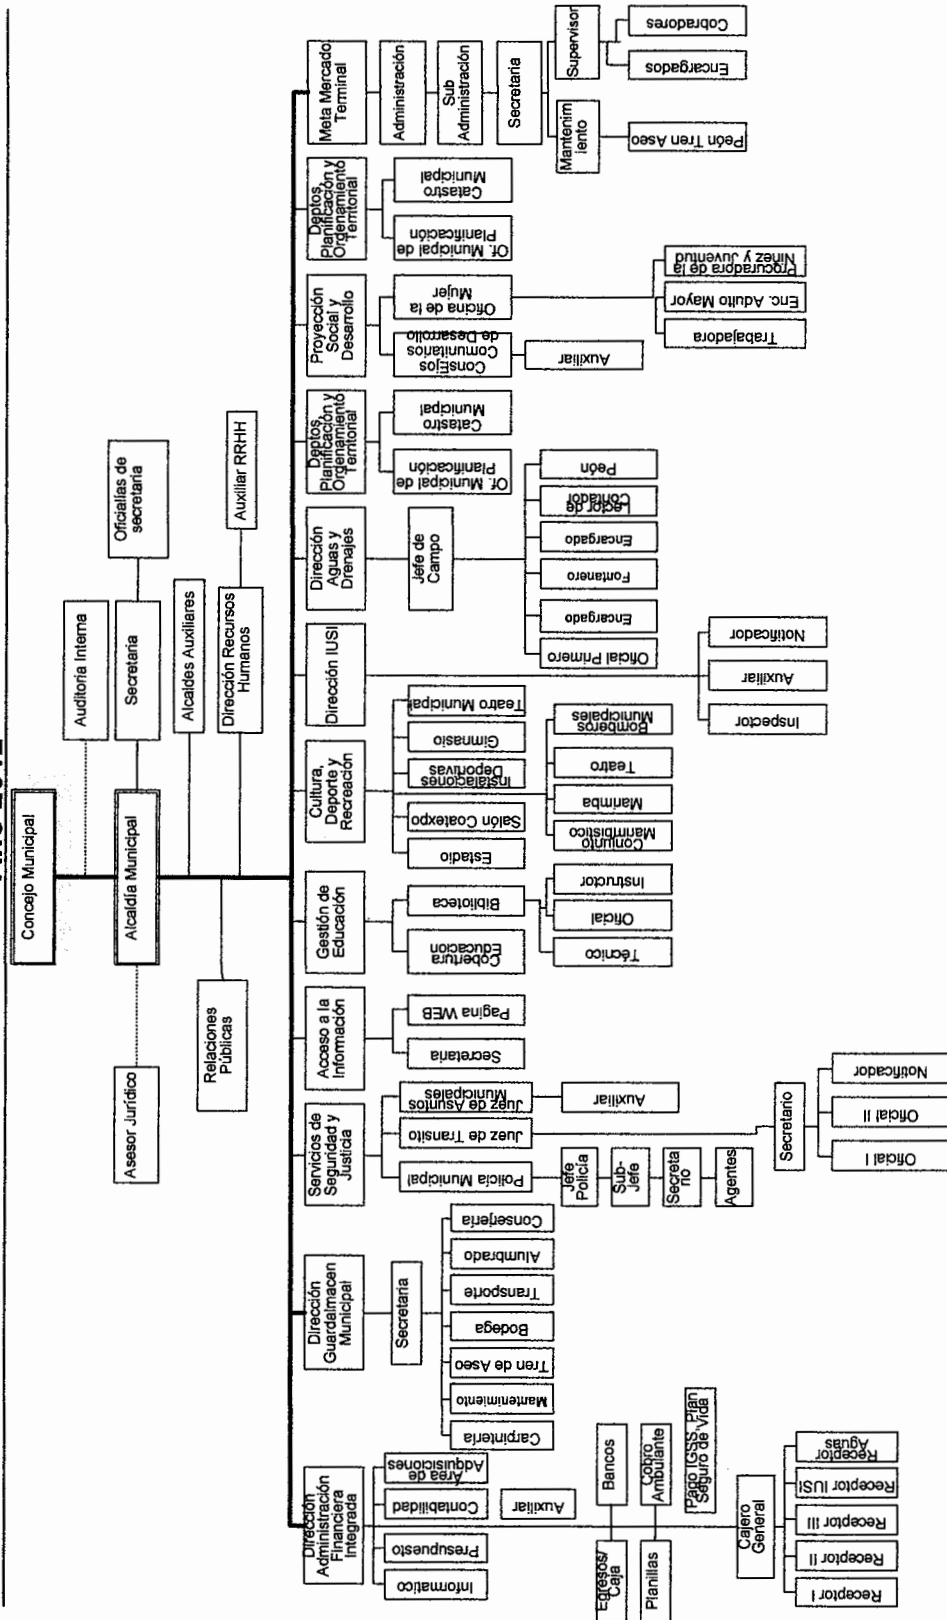 Concejo Municipal
Auditoria Interna
Alcaldía Municipal
Secretaria
Oficialías de
secretaria
Asesor Jurídico
Alcaldes Auxiliares
Relaciones
Públicas
Dirección Recursos
Humanos
Auxiliar RRHH
Dirección
Administración
Financiera
Integrada
Informatico
Presupuesto
Contabilidad
Área de
Adquisiciones
Auxiliar
Egresos/
Caja
Bancos
Planillas
Cobro
Ambulante
Pago IGSS, Plan
Seguro de Vida
Cajero
General
Receptor I
Receptor II
Receptor III
Receptor IUSI
Receptor
Aguas
Dirección
Guardalmacen
Municipal
Secretaria
Carpintería
Mantenimiento
Tren de Aseo
Bodega
Transporte
Alumbrado
Conserjería
Servicios de
Seguridad y
Justicia
Policía Municipal
Juez de Transito
Juez de Asuntos
Municipales
Auxiliar
Jefe
Policía
Sub-
Jefe
Secreta
rio
Agentes
Secretario
Oficial I
Oficial II
Notificador
Acceso a la
Información
Secretaria
Pagina WEB
Gestión de
Educación
Cobertura
Educacion
Biblioteca
Técnico
Oficial
Instructor
Cultura,
Deporte y
Recreación
Estadio
Salón Coatexpo
Instalaciones
Deportivas
Gimnasio
Teatro Municipal
Conjunto
Marimbistico
Marimba
Teatro
Bomberos
Municipales
Dirección IUSI
Inspector
Auxiliar
Notificador
Dirección
Aguas y
Drenajes
Jefe de
Campo
Oficial Primero
Encargado
Fontanero
Encargado
Lector de
Contador
Peón
Deptos,
Planificación y
Ordenamiento
Territorial
Of. Municipal de
Planificación
Catastro
Municipal
Proyección
Social y
Desarrollo
ConsEjos
Comunitarios
de Desarrollo
Oficina de la
Mujer
Auxiliar
Trabajadora
Enc. Adulto Mayor
Procuradora de la
Niñez y Juventud
Deptos,
Planificación y
Ordenamiento
Territorial
Of. Municipal de
Planificación
Catastro
Municipal
Meta Mercado
Terminal
Administración
Sub
Administración
Secretaria
Mantenim
iento
Supervisor
Peón Tren Aseo
Encargados
Cobradores